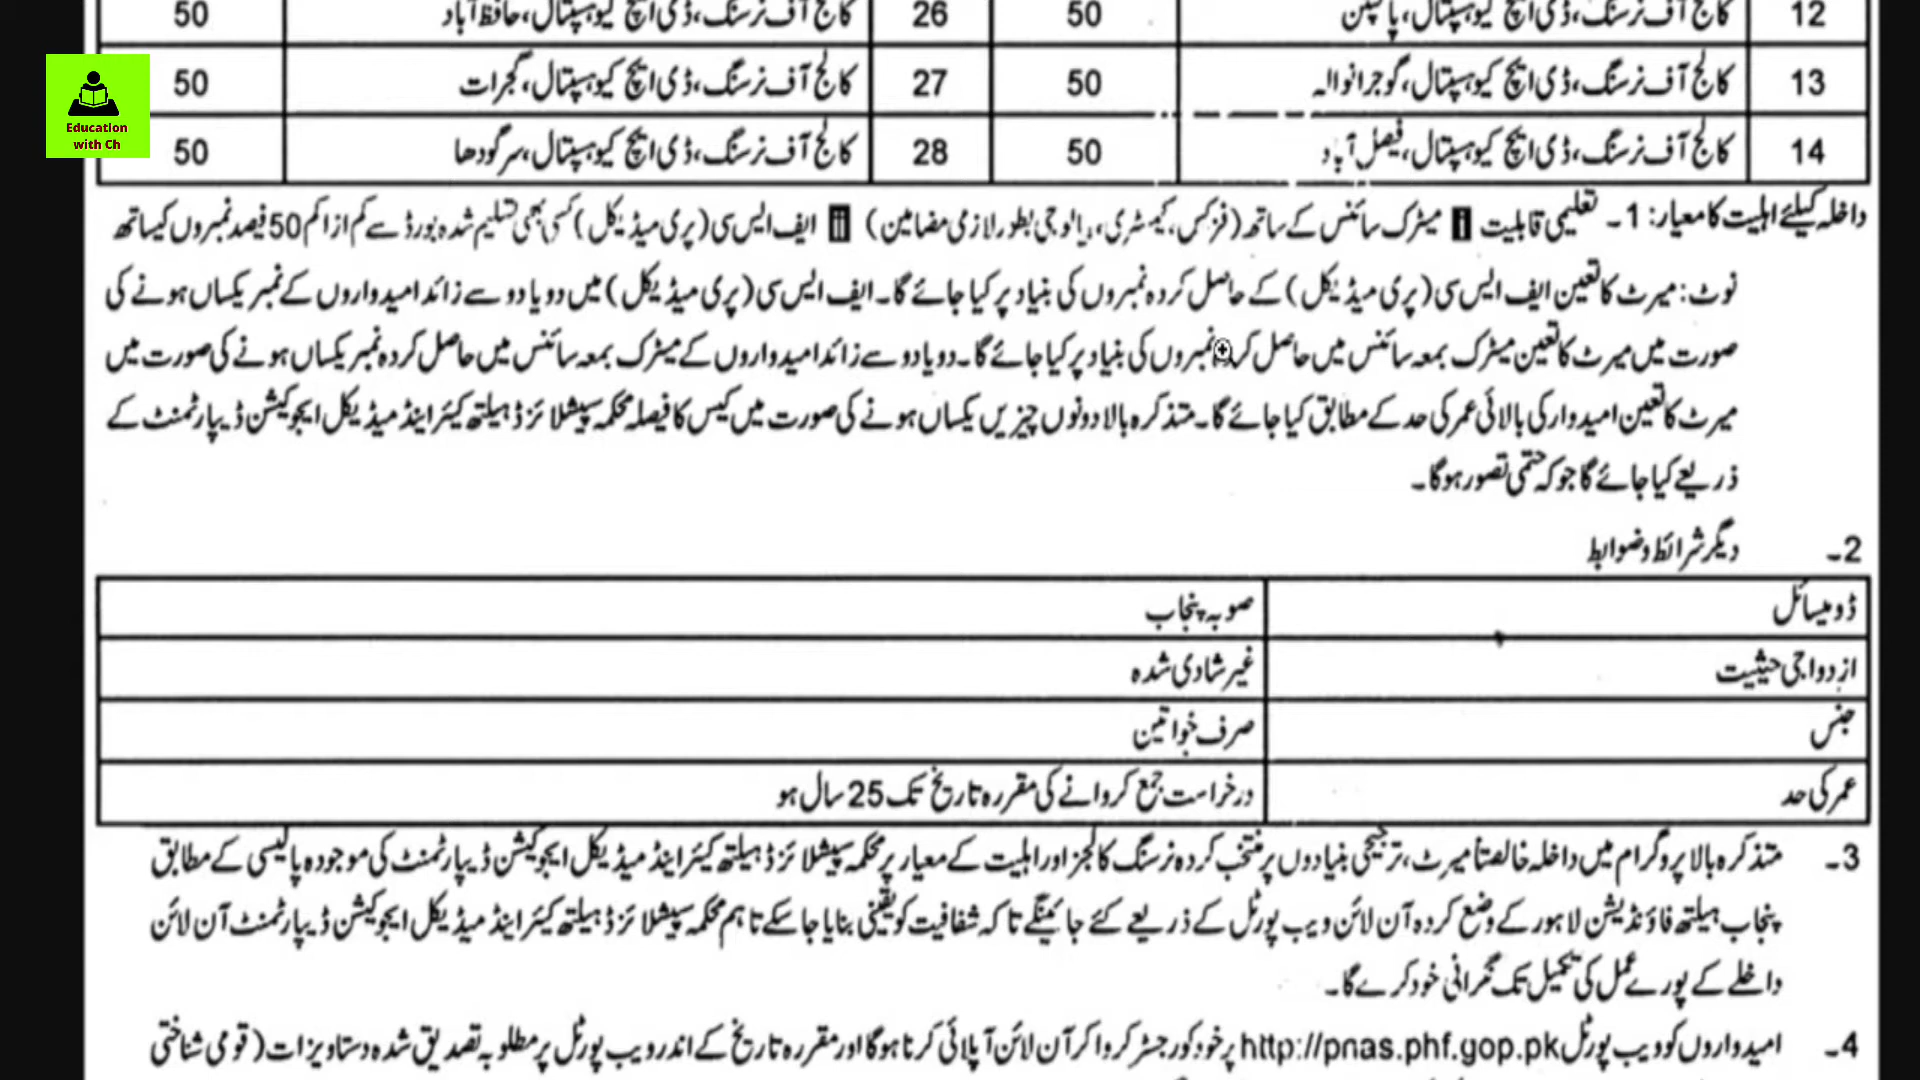 12 کالج آف نرسنگ، ڈی ایچ کیو ہسپتال، پاکپتن 50 26 کالج آف نرسنگ، ڈی ایچ کیو ہسپتال، حافظ آباد 50
13 کالج آف نرسنگ، ڈی ایچ کیو ہسپتال، گوجرانوالہ 50 27 کالج آف نرسنگ، ڈی ایچ کیو ہسپتال، گجرات 50
14 کالج آف نرسنگ، ڈی ایچ کیو ہسپتال، فیصل آباد 50 28 کالج آف نرسنگ، ڈی ایچ کیو ہسپتال، سرگودھا 50
Education
with Ch
داخلہ کیلئے اہلیت کا معیار: 1۔ تعلیمی قابلیت i میٹرک سائنس کے ساتھ (فزکس، کیمسٹری، بیالوجی بطور لازمی مضامین) ii ایف ایس سی (پری میڈیکل) کسی بھی تسلیم شدہ بورڈ سے کم از کم 50 فیصد نمبروں کیساتھ
نوٹ: میرٹ کا تعین ایف ایس سی (پری میڈیکل) کے حاصل کردہ نمبروں کی بنیاد پر کیا جائے گا۔ ایف ایس سی (پری میڈیکل) میں دو یا دو سے زائد امیدواروں کے نمبر یکساں ہونے کی
صورت میں میرٹ کا تعین میٹرک بمعہ سائنس میں حاصل کردہ نمبروں کی بنیاد پر کیا جائے گا۔ دو یا دو سے زائد امیدواروں کے میٹرک بمعہ سائنس میں حاصل کردہ نمبر یکساں ہونے کی صورت میں
میرٹ کا تعین امیدوار کی بالائی عمر کی حد کے مطابق کیا جائے گا۔ متذکرہ بالا دونوں چیزیں یکساں ہونے کی صورت میں کیس کا فیصلہ محکمہ سپیشلائزڈ ہیلتھ کیئر اینڈ میڈیکل ایجوکیشن ڈیپارٹمنٹ کے
ذریعے کیا جائے گا جو کہ حتمی تصور ہوگا۔
2۔ دیگر شرائط و ضوابط
ڈومیسائل صوبہ پنجاب
ازدواجی حیثیت غیر شادی شدہ
جنس صرف خواتین
عمر کی حد درخواست جمع کروانے کی مقررہ تاریخ تک 25 سال ہو
3۔ متذکرہ بالا پروگرام میں داخلہ خالصتاً میرٹ، ترجیحی بنیادوں پر منتخب کردہ نرسنگ کالجز اور اہلیت کے معیار پر محکمہ سپیشلائزڈ ہیلتھ کیئر اینڈ میڈیکل ایجوکیشن ڈیپارٹمنٹ کی موجودہ پالیسی کے مطابق
پنجاب ہیلتھ فاؤنڈیشن لاہور کے وضع کردہ آن لائن ویب پورٹل کے ذریعے کئے جائینگے تاکہ شفافیت کو یقینی بنایا جا سکے تاہم محکمہ سپیشلائزڈ ہیلتھ کیئر اینڈ میڈیکل ایجوکیشن ڈیپارٹمنٹ آن لائن
داخلے کے پورے عمل کی تکمیل تک نگرانی خود کرے گا۔
4۔ امیدواروں کو ویب پورٹل http://pnas.phf.gop.pk پر خود کو رجسٹر کروا کر آن لائن آپلائی کرنا ہوگا اور مقررہ تاریخ کے اندر ویب پورٹل پر مطلوبہ تصدیق شدہ دستاویزات (قومی شناختی